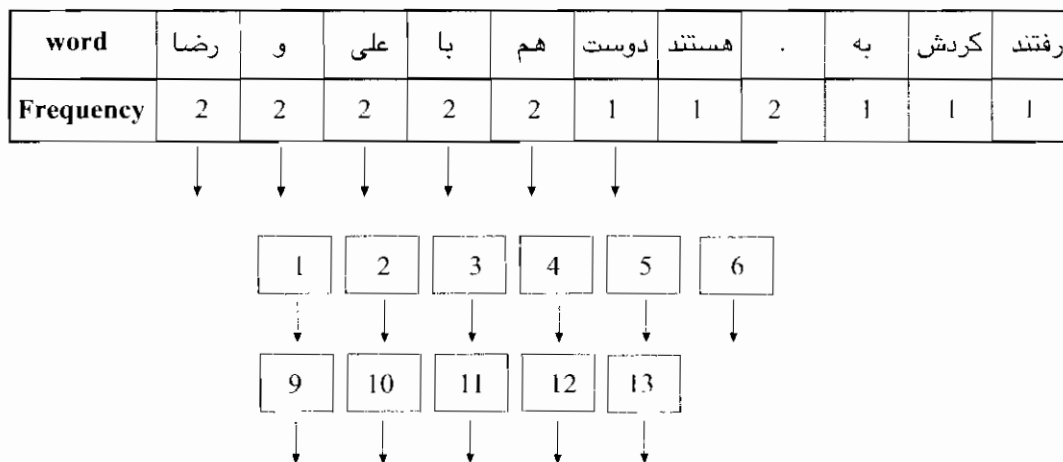 word رضا و علی با هم دوست هستند . به کردش رفتند
Frequency 2 2 2 2 2 1 1 2 1 1 1
1 2 3 4 5 6
9 10 11 12 13